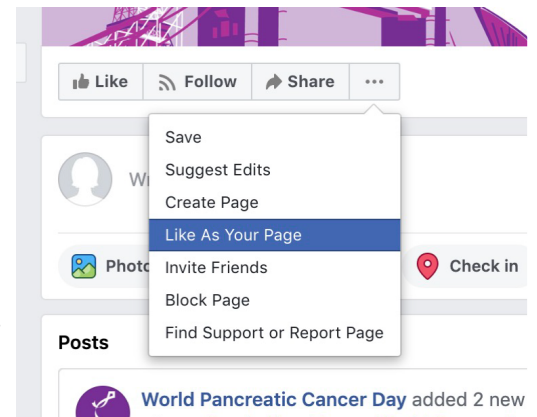 Like Follow Share ...
Save
Suggest Edits
Create Page
Like As Your Page
Invite Friends
Block Page
Find Support or Report Page
Check in
Posts
World Pancreatic Cancer Day added 2 new